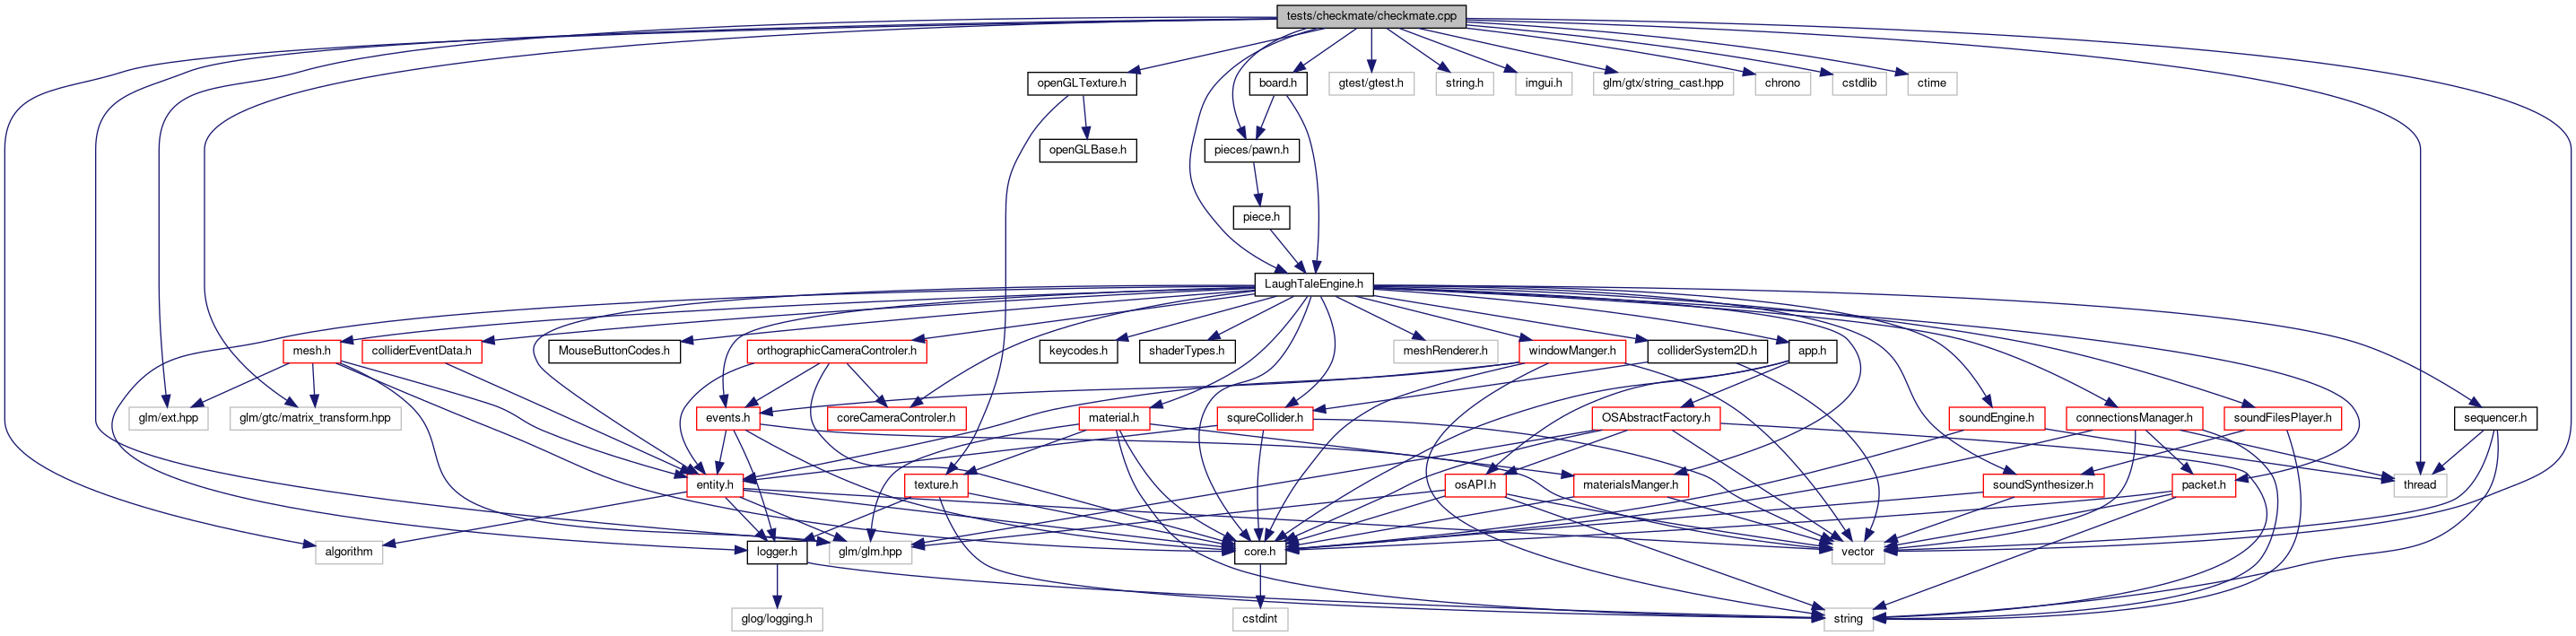 tests/checkmate/checkmate.cpp
openGLTexture.h
board.h
gtest/gtest.h
string.h
imgui.h
glm/gtx/string_cast.hpp
chrono
cstdlib
ctime
openGLBase.h
pieces/pawn.h
piece.h
LaughTaleEngine.h
mesh.h
colliderEventData.h
MouseButtonCodes.h
orthographicCameraControler.h
keycodes.h
shaderTypes.h
meshRenderer.h
windowManger.h
colliderSystem2D.h
app.h
glm/ext.hpp
glm/gtc/matrix_transform.hpp
events.h
coreCameraControler.h
material.h
squreCollider.h
OSAbstractFactory.h
soundEngine.h
connectionsManager.h
soundFilesPlayer.h
sequencer.h
entity.h
texture.h
osAPI.h
materialsManger.h
soundSynthesizer.h
packet.h
thread
algorithm
logger.h
glm/glm.hpp
core.h
vector
glog/logging.h
cstdint
string